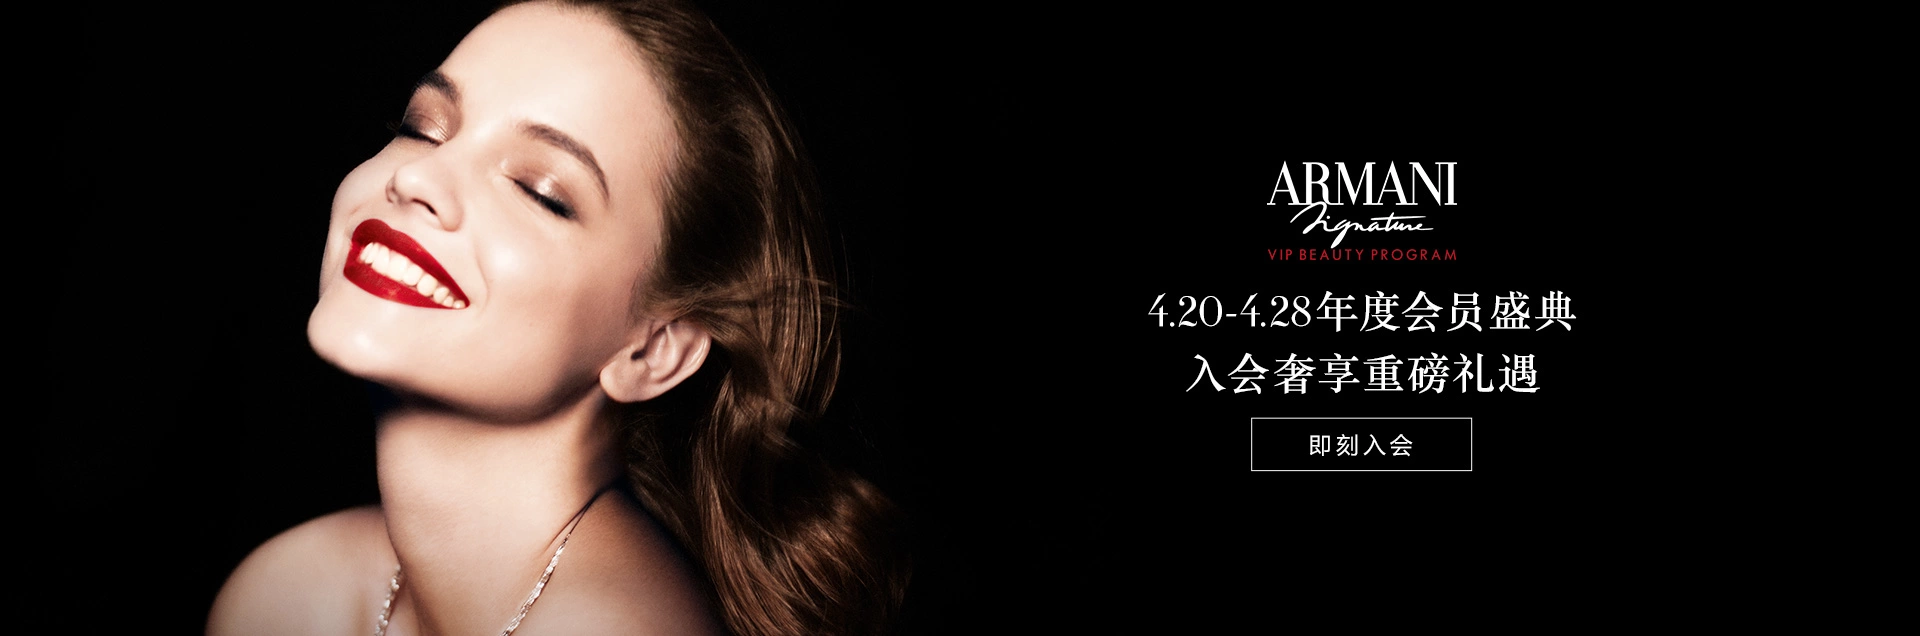 ARMANI
Signature
VIP BEAUTY PROGRAM
4.20-4.28年度会员盛典
入会奢享重磅礼遇
即刻入会